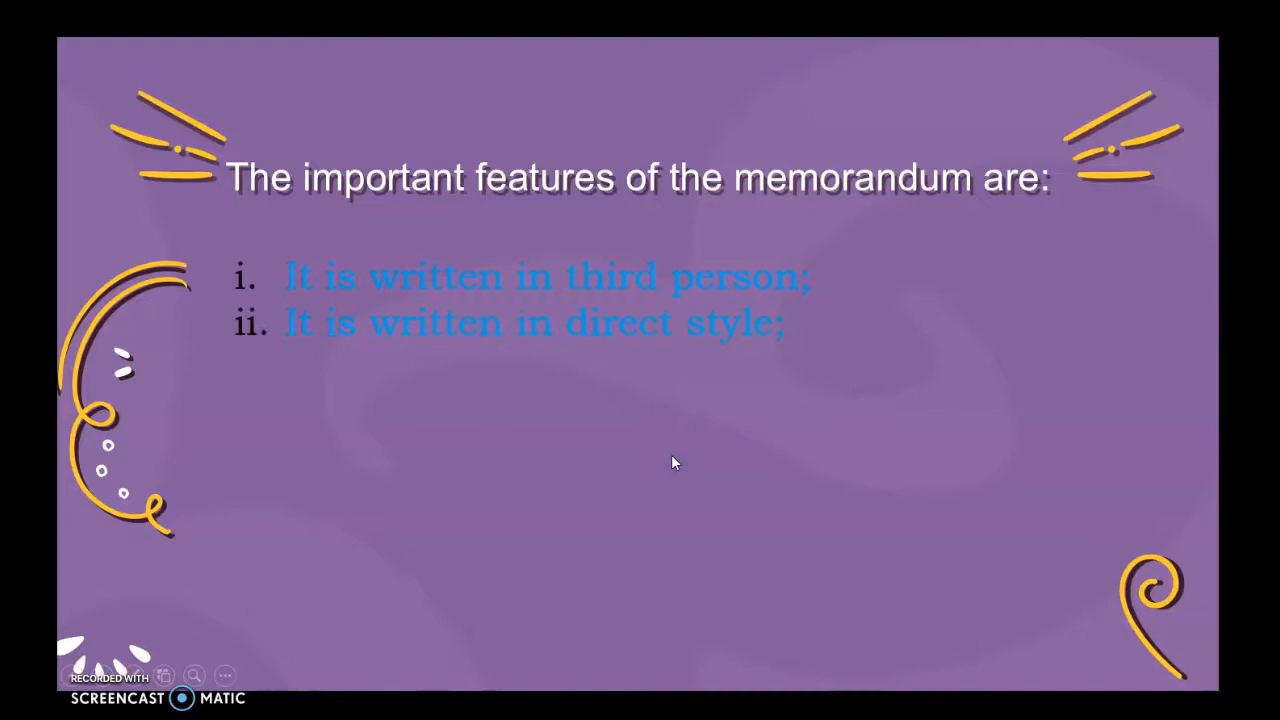 The important features of the memorandum are:
i. It is written in third person;
ii. It is written in direct style;
RECORDED WITH
SCREENCAST MATIC